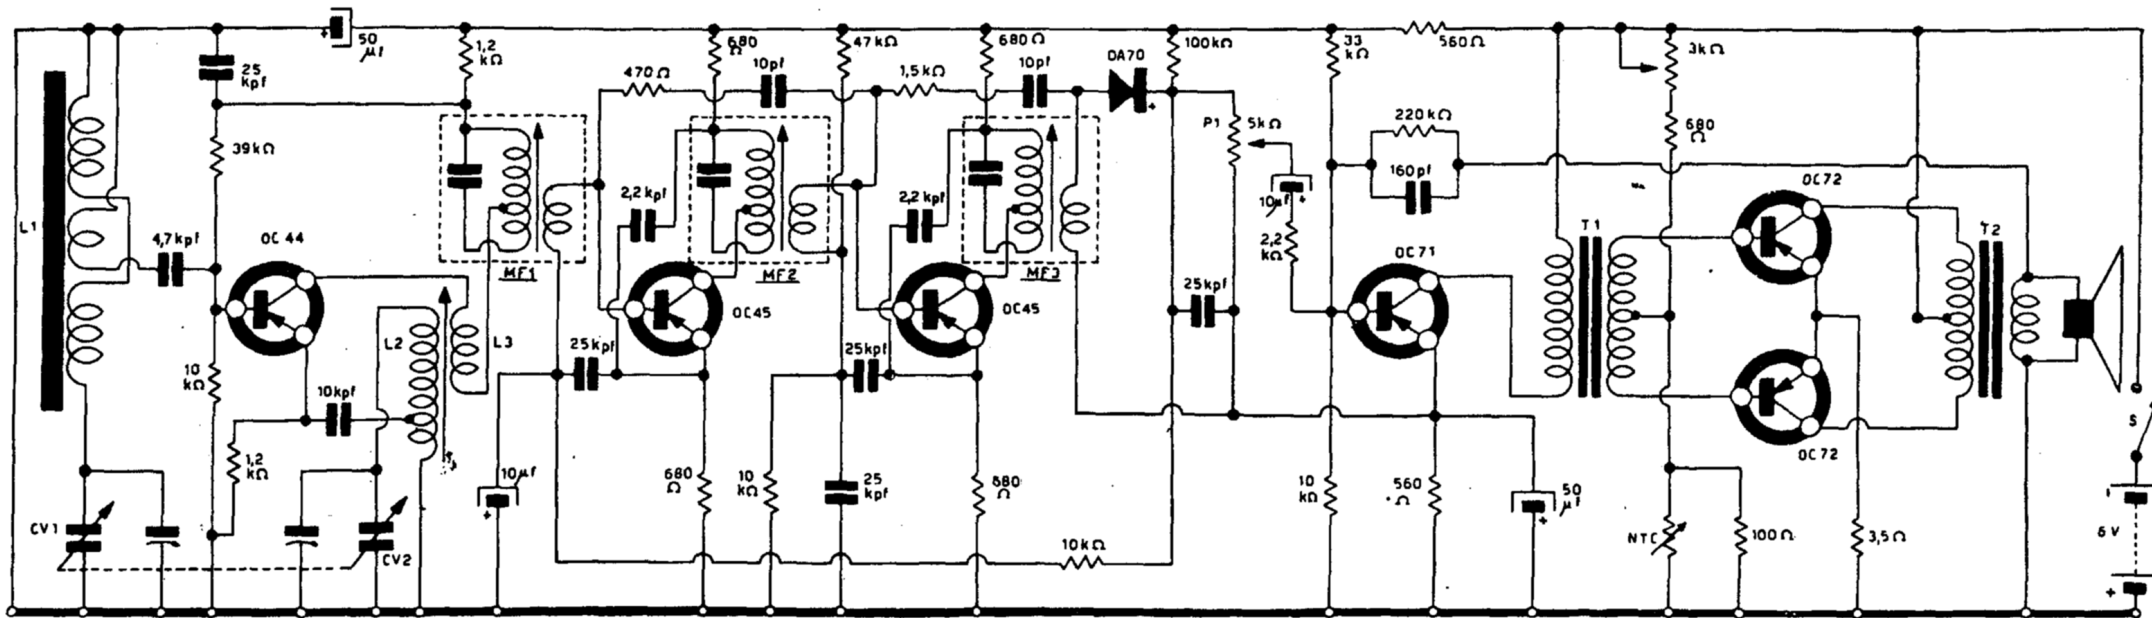 50 µf
25 kpf
1,2 kΩ
39kΩ
L1
4,7kpf
OC 44
10 kΩ
10kpf
L2
L3
1,2 kΩ
CV1
CV2
MF1
470Ω
680 Ω
10pf
47kΩ
2,2kpf
MF2
OC45
25kpf
10µf
680 Ω
1,5kΩ
680Ω
10pf
2,2kpf
MF3
OC45
25kpf
10 kΩ
25 kpf
680 Ω
DA70
+
100kΩ
P1
5kΩ
10µf
2,2 kΩ
25kpf
10kΩ
33 kΩ
560Ω
220kΩ
160pf
OC71
10 kΩ
560 Ω
50 µf
T1
3kΩ
680 Ω
OC72
OC72
NTC
100Ω
3,5Ω
T2
S
6V
+